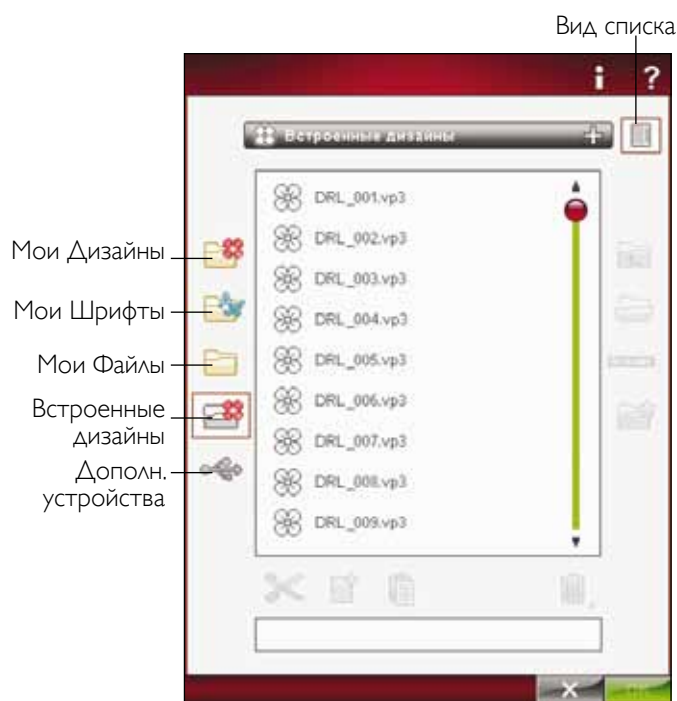 Вид списка
i ?
Встроенные дизайны +
DRL_001.vp3
DRL_002.vp3
DRL_003.vp3
DRL_004.vp3
DRL_005.vp3
DRL_006.vp3
DRL_007.vp3
DRL_008.vp3
DRL_009.vp3
Мои Дизайны
Мои Шрифты
Мои Файлы
Встроенные
дизайны
Дополн.
устройства
OK